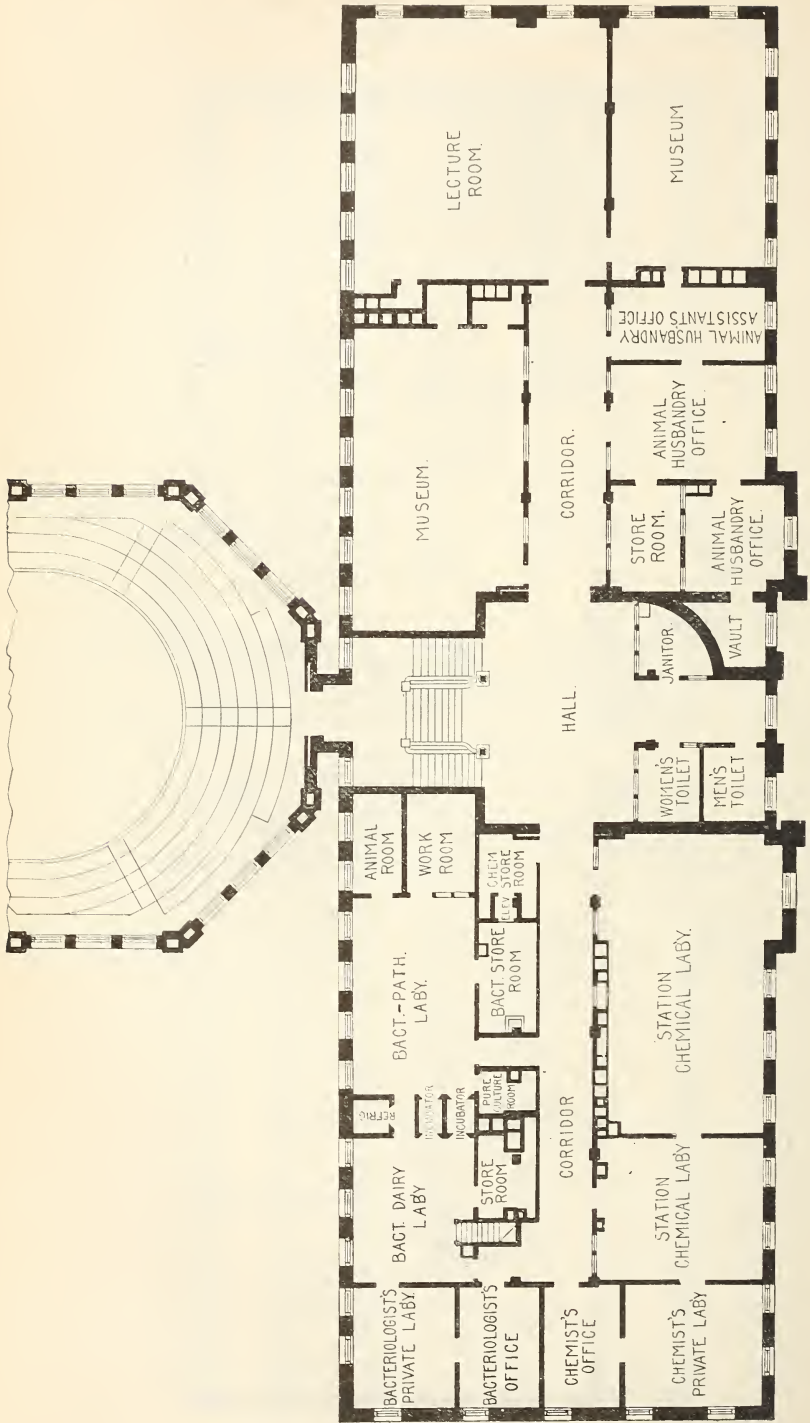 LECTURE
ROOM.
MUSEUM
MUSEUM.
ANIMAL HUSBANDRY
ASSISTANTS OFFICE
ANIMAL
HUSBANDRY
OFFICE.
CORRIDOR.
STORE
ROOM.
ANIMAL
HUSBANDRY
OFFICE.
JANITOR.
VAULT
HALL.
WOMEN'S
TOILET
MEN'S
TOILET
ANIMAL
ROOM
WORK
ROOM
CHEM
STORE
ROOM
ELEV
BACT.-PATH.
LABY.
BACT. STORE
ROOM
STATION
CHEMICAL LABY.
REFRIG
INCUBATOR
INCUBATOR
PURE
CULTURE
ROOM
CORRIDOR
BACT. DAIRY
LABY
STORE
ROOM
STATION
CHEMICAL LABY
BACTERIOLOGIST'S
PRIVATE LABY.
BACTERIOLOGIST'S
OFFICE
CHEMIST'S
OFFICE
CHEMIST'S
PRIVATE LABY